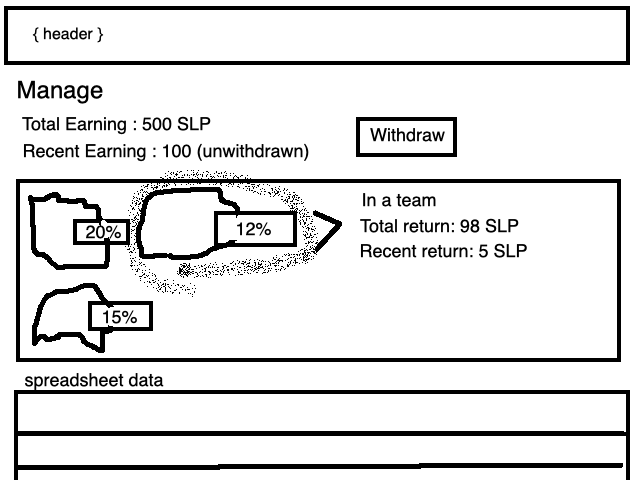 { header }
Manage
Total Earning : 500 SLP
Recent Earning : 100 (unwithdrawn)
Withdraw
20%
12%
15%
In a team
Total return: 98 SLP
Recent return: 5 SLP
spreadsheet data